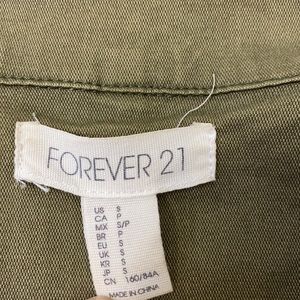 FOREVER 21
US S
CA P
MX S/P
BR P
EU S
UK S
KR S
JP S
CN 160/84A
MADE IN CHINA